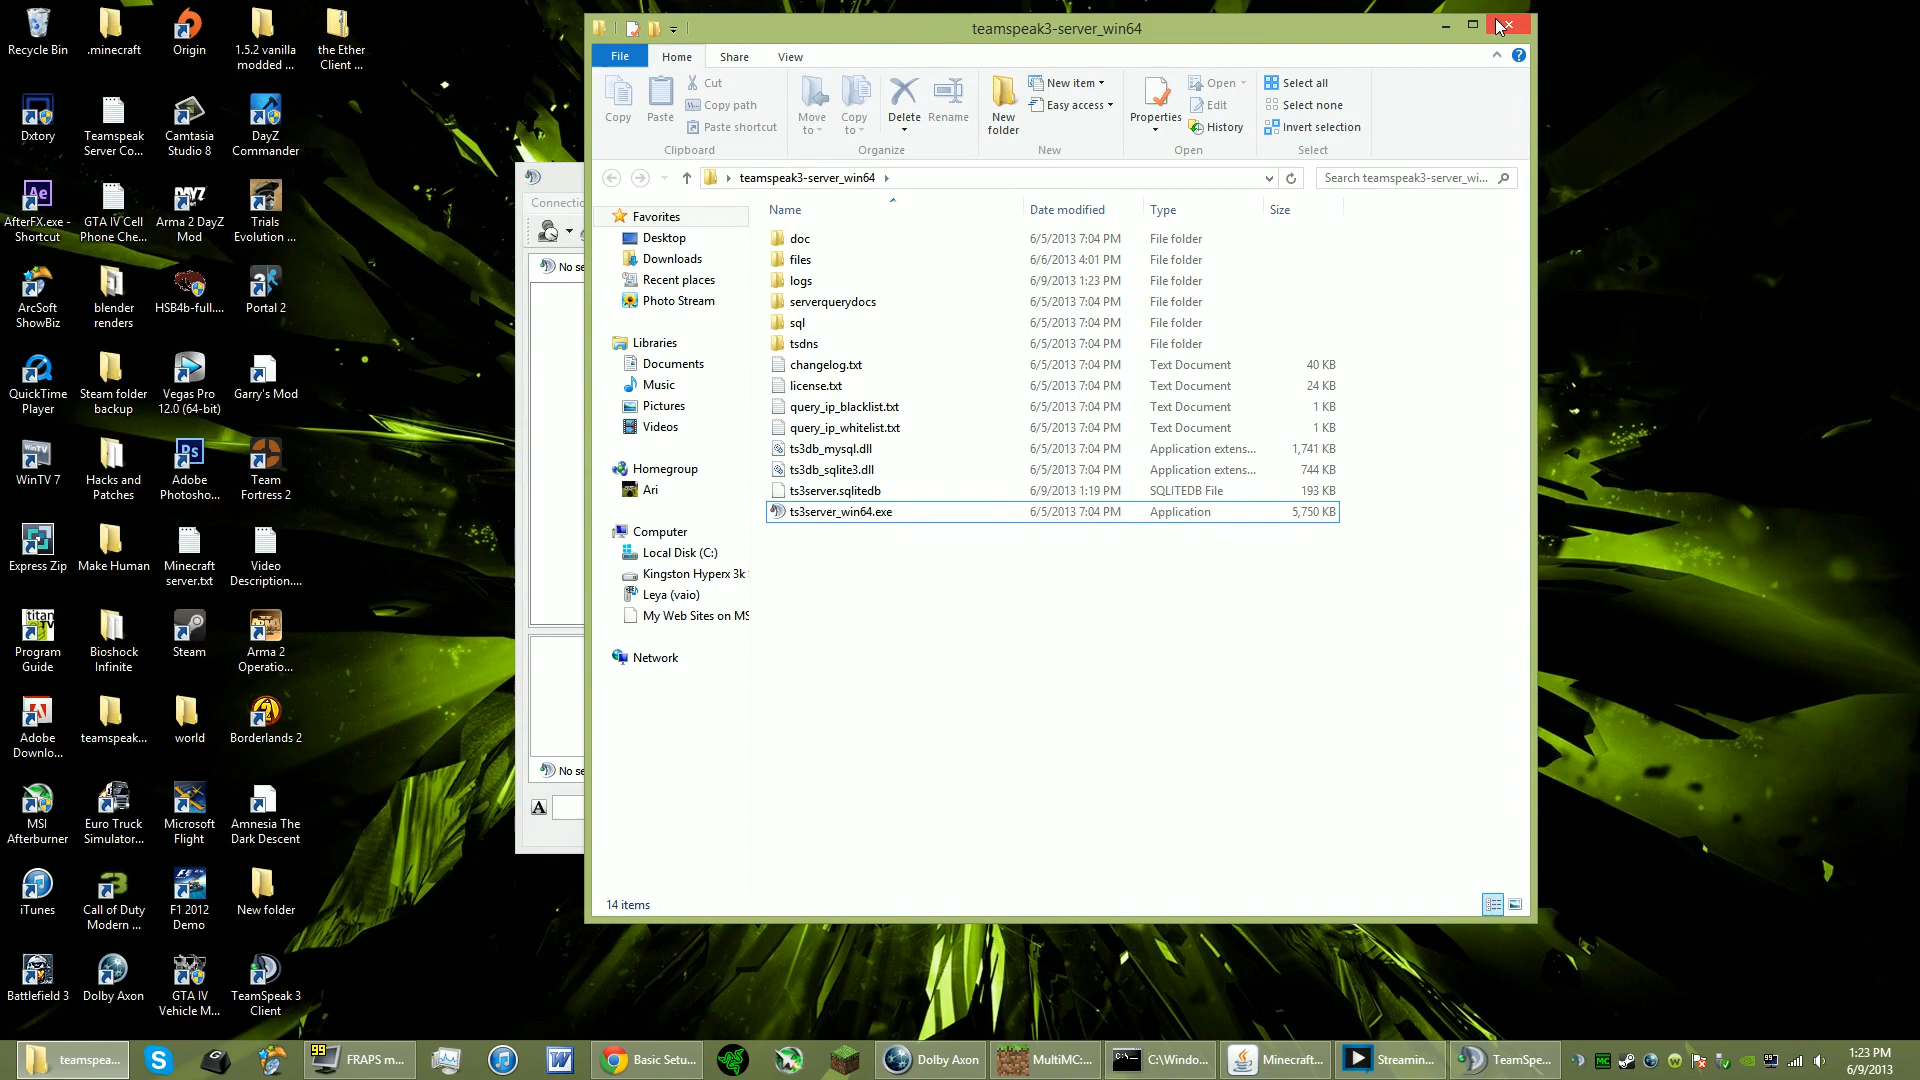 Recycle Bin
.minecraft
Origin
1.5.2 vanilla
modded ...
the Ether
Client ...
Dxtory
Teamspeak
Server Co...
Camtasia
Studio 8
DayZ
Commander
AfterFX.exe -
Shortcut
GTA IV Cell
Phone Che...
Arma 2 DayZ
Mod
Trials
Evolution ...
ArcSoft
ShowBiz
blender
renders
HSB4b-full....
Portal 2
QuickTime
Player
Steam folder
backup
Vegas Pro
12.0 (64-bit)
Garry's Mod
WinTV 7
Hacks and
Patches
Adobe
Photosho...
Team
Fortress 2
Express Zip
Make Human
Minecraft
server.txt
Video
Description....
Program
Guide
Bioshock
Infinite
Steam
Arma 2
Operatio...
Adobe
Downlo...
teamspeak...
world
Borderlands 2
MSI
Afterburner
Euro Truck
Simulator...
Microsoft
Flight
Amnesia The
Dark Descent
iTunes
Call of Duty
Modern ...
F1 2012
Demo
New folder
Battlefield 3
Dolby Axon
GTA IV
Vehicle M...
TeamSpeak 3
Client
Connectio
No se
No se
teamspeak3-server_win64
File
Home
Share
View
Copy
Paste
Cut
Copy path
Paste shortcut
Clipboard
Move
to
Copy
to
Delete
Rename
Organize
New
folder
New item
Easy access
New
Properties
Open
Edit
History
Open
Select all
Select none
Invert selection
Select
teamspeak3-server_win64
Search teamspeak3-server_wi...
Favorites
Desktop
Downloads
Recent places
Photo Stream
Libraries
Documents
Music
Pictures
Videos
Homegroup
Ari
Computer
Local Disk (C:)
Kingston Hyperx 3k
Leya (vaio)
My Web Sites on MS
Network
Name Date modified Type Size
doc 6/5/2013 7:04 PM File folder
files 6/6/2013 4:01 PM File folder
logs 6/9/2013 1:23 PM File folder
serverquerydocs 6/5/2013 7:04 PM File folder
sql 6/5/2013 7:04 PM File folder
tsdns 6/5/2013 7:04 PM File folder
changelog.txt 6/5/2013 7:04 PM Text Document 40 KB
license.txt 6/5/2013 7:04 PM Text Document 24 KB
query_ip_blacklist.txt 6/5/2013 7:04 PM Text Document 1 KB
query_ip_whitelist.txt 6/5/2013 7:04 PM Text Document 1 KB
ts3db_mysql.dll 6/5/2013 7:04 PM Application extens... 1,741 KB
ts3db_sqlite3.dll 6/5/2013 7:04 PM Application extens... 744 KB
ts3server.sqlitedb 6/9/2013 1:19 PM SQLITEDB File 193 KB
ts3server_win64.exe 6/5/2013 7:04 PM Application 5,750 KB
14 items
teamspea...
FRAPS m...
Basic Setu...
Dolby Axon
MultiMC:...
C:\Windo...
Minecraft...
Streamin...
TeamSpe...
1:23 PM
6/9/2013